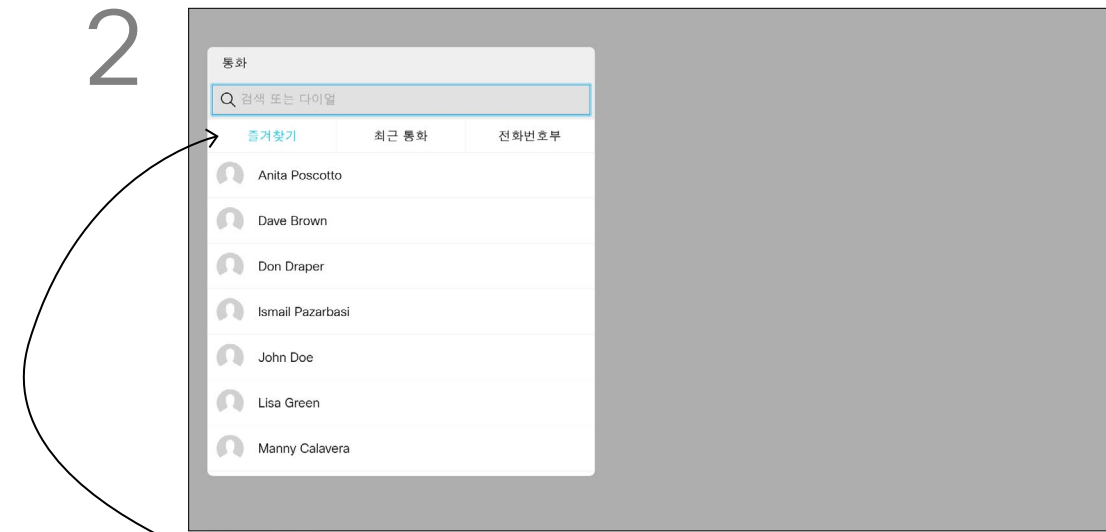 2
통화
검색 또는 다이얼
즐겨찾기 최근 통화 전화번호부
Anita Poscotto
Dave Brown
Don Draper
Ismail Pazarbasi
John Doe
Lisa Green
Manny Calavera